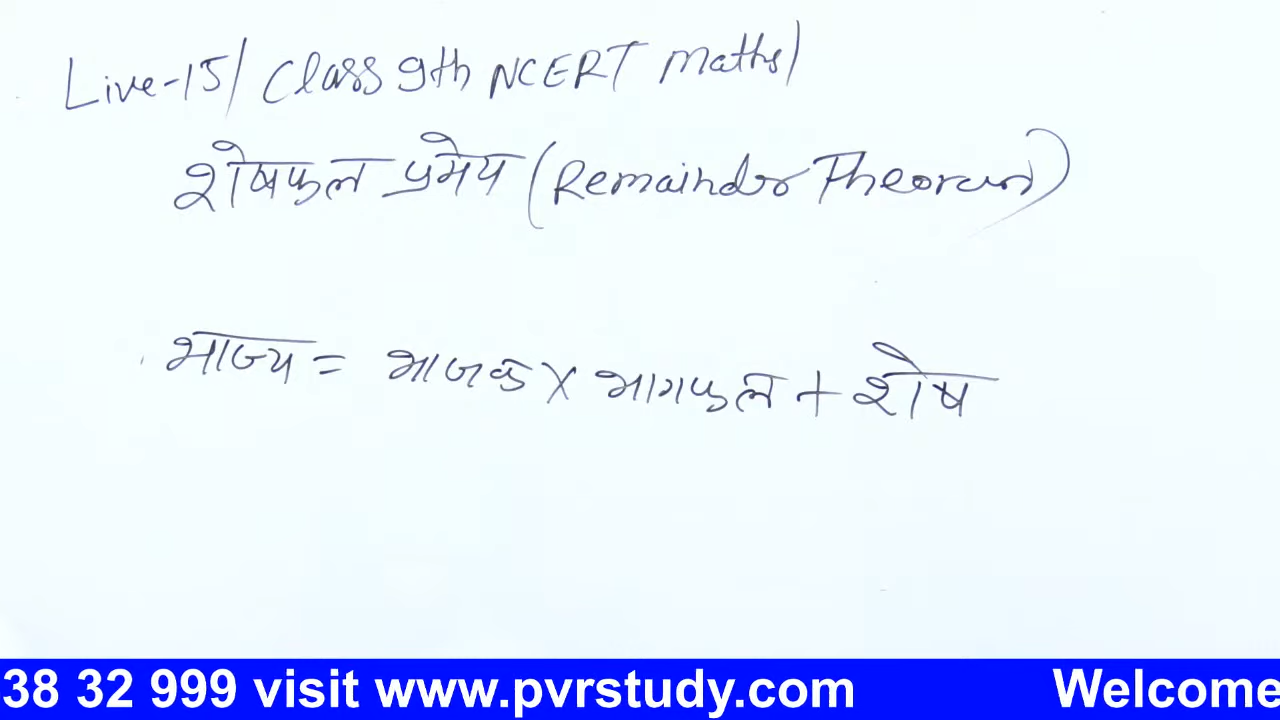 Live-15/ Class 9th NCERT Maths/
शेषफल प्रमेय (Remainder Theorem)
भाज्य = भाजक × भागफल + शेष
38 32 999 visit www.pvrstudy.com Welcome